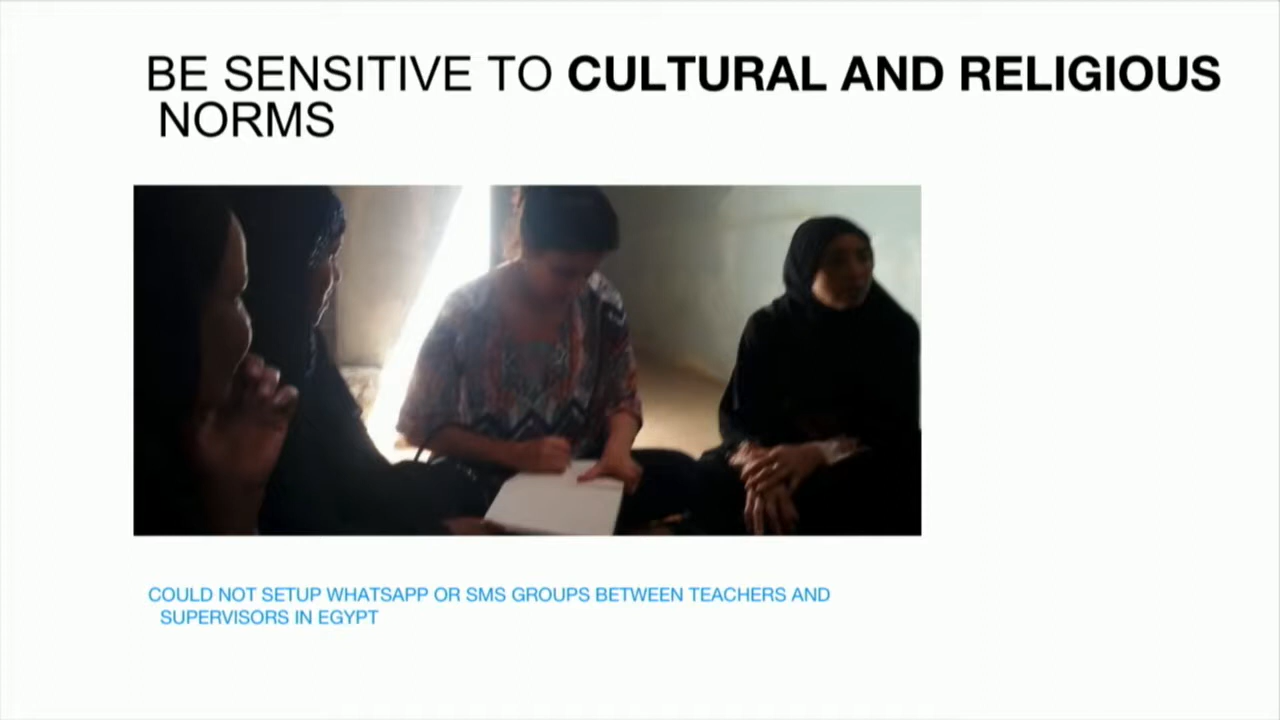 BE SENSITIVE TO CULTURAL AND RELIGIOUS
NORMS
COULD NOT SETUP WHATSAPP OR SMS GROUPS BETWEEN TEACHERS AND
SUPERVISORS IN EGYPT